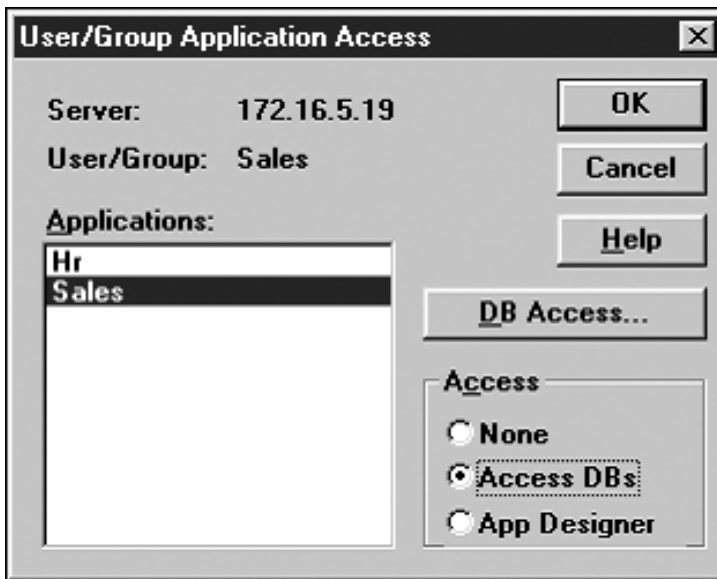 User/Group Application Access
Server: 172.16.5.19
OK
User/Group: Sales
Cancel
Applications:
Help
Hr
Sales
DB Access...
Access
None
Access DBs
App Designer